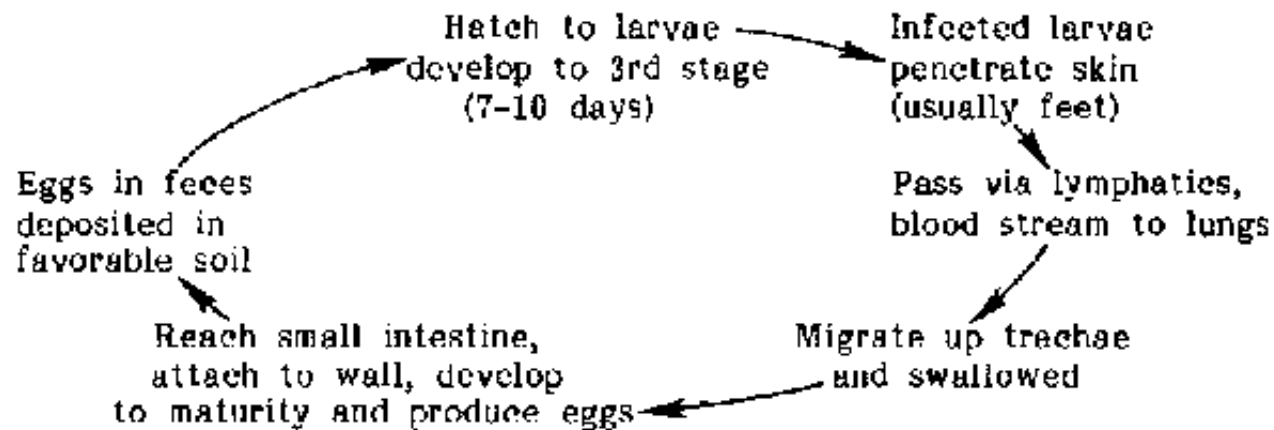 Hatch to larvae
develop to 3rd stage
(7-10 days)
Infected larvae
penetrate skin
(usually feet)
Pass via lymphatics,
blood stream to lungs
Migrate up trachae
and swallowed
Reach small intestine,
attach to wall, develop
to maturity and produce eggs
Eggs in feces
deposited in
favorable soil